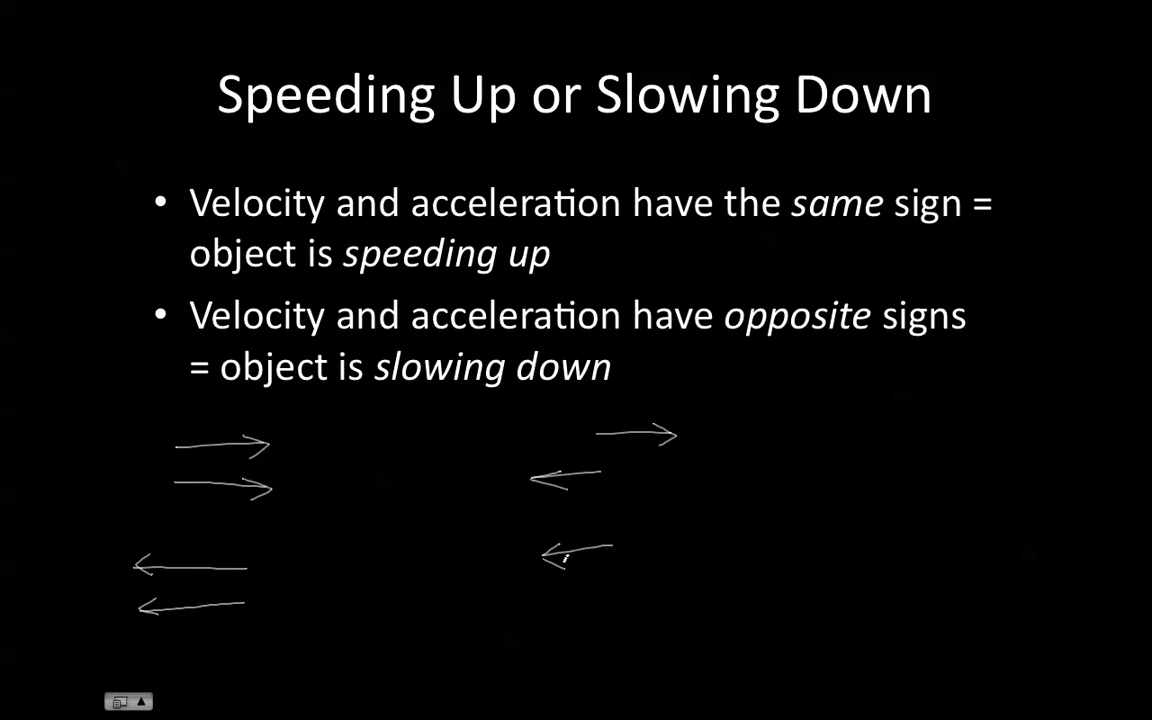 Speeding Up or Slowing Down
• Velocity and acceleration have the same sign =
object is speeding up
• Velocity and acceleration have opposite signs
= object is slowing down